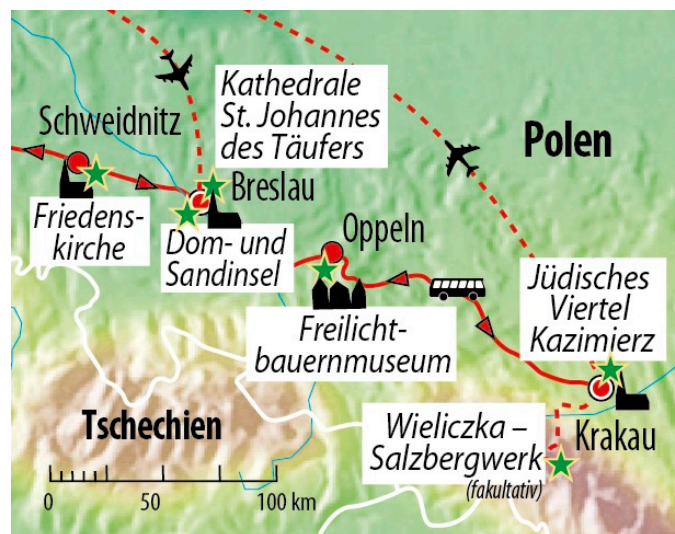 Kathedrale
St. Johannes
des Täufers
Schweidnitz
Polen
Breslau
Friedens-
kirche
Dom- und
Sandinsel
Oppeln
Jüdisches
Viertel
Kazimierz
Freilicht-
bauernmuseum
Tschechien
Wieliczka –
Salzbergwerk
(fakultativ)
Krakau
0 50 100 km